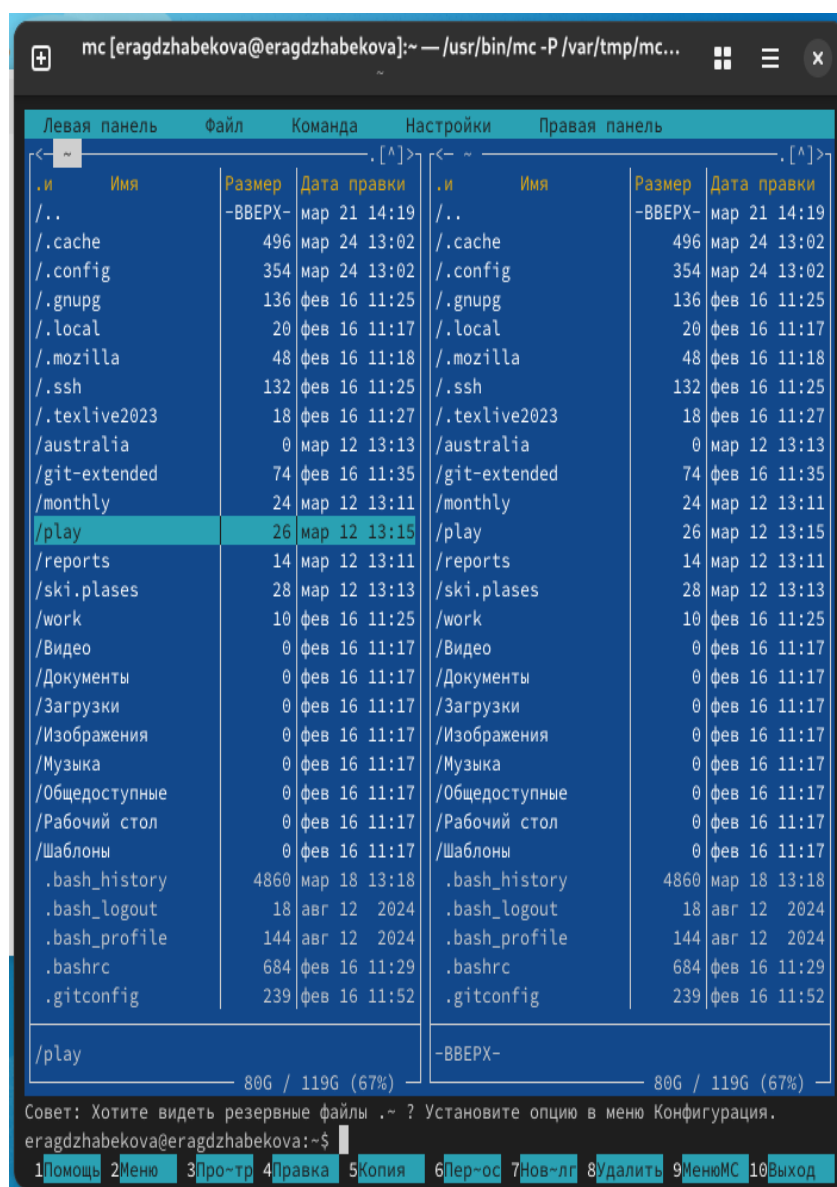 mc [eragdzhabekova@eragdzhabekova]:~ — /usr/bin/mc -P /var/tmp/mc...
~
Левая панель Файл Команда Настройки Правая панель
<— ~ .[^]> <— ~ .[^]>
.и Имя Размер Дата правки .и Имя Размер Дата правки
/.. -ВВЕРХ- мар 21 14:19 /.. -ВВЕРХ- мар 21 14:19
/.cache 496 мар 24 13:02 /.cache 496 мар 24 13:02
/.config 354 мар 24 13:02 /.config 354 мар 24 13:02
/.gnupg 136 фев 16 11:25 /.gnupg 136 фев 16 11:25
/.local 20 фев 16 11:17 /.local 20 фев 16 11:17
/.mozilla 48 фев 16 11:18 /.mozilla 48 фев 16 11:18
/.ssh 132 фев 16 11:25 /.ssh 132 фев 16 11:25
/.texlive2023 18 фев 16 11:27 /.texlive2023 18 фев 16 11:27
/australia 0 мар 12 13:13 /australia 0 мар 12 13:13
/git-extended 74 фев 16 11:35 /git-extended 74 фев 16 11:35
/monthly 24 мар 12 13:11 /monthly 24 мар 12 13:11
/play 26 мар 12 13:15 /play 26 мар 12 13:15
/reports 14 мар 12 13:11 /reports 14 мар 12 13:11
/ski.plases 28 мар 12 13:13 /ski.plases 28 мар 12 13:13
/work 10 фев 16 11:25 /work 10 фев 16 11:25
/Видео 0 фев 16 11:17 /Видео 0 фев 16 11:17
/Документы 0 фев 16 11:17 /Документы 0 фев 16 11:17
/Загрузки 0 фев 16 11:17 /Загрузки 0 фев 16 11:17
/Изображения 0 фев 16 11:17 /Изображения 0 фев 16 11:17
/Музыка 0 фев 16 11:17 /Музыка 0 фев 16 11:17
/Общедоступные 0 фев 16 11:17 /Общедоступные 0 фев 16 11:17
/Рабочий стол 0 фев 16 11:17 /Рабочий стол 0 фев 16 11:17
/Шаблоны 0 фев 16 11:17 /Шаблоны 0 фев 16 11:17
.bash_history 4860 мар 18 13:18 .bash_history 4860 мар 18 13:18
.bash_logout 18 авг 12 2024 .bash_logout 18 авг 12 2024
.bash_profile 144 авг 12 2024 .bash_profile 144 авг 12 2024
.bashrc 684 фев 16 11:29 .bashrc 684 фев 16 11:29
.gitconfig 239 фев 16 11:52 .gitconfig 239 фев 16 11:52
/play -ВВЕРХ-
80G / 119G (67%) 80G / 119G (67%)
Совет: Хотите видеть резервные файлы .~ ? Установите опцию в меню Конфигурация.
eragdzhabekova@eragdzhabekova:~$
1Помощь 2Меню 3Про~тр 4Правка 5Копия 6Пер~ос 7Нов~лг 8Удалить 9МенюМС 10Выход